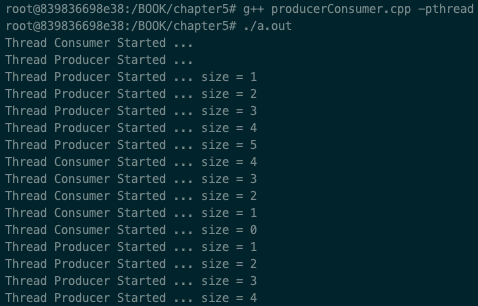 root@839836698e38:/BOOK/chapter5# g++ producerConsumer.cpp -pthread
root@839836698e38:/BOOK/chapter5# ./a.out
Thread Consumer Started ...
Thread Producer Started ...
Thread Producer Started ... size = 1
Thread Producer Started ... size = 2
Thread Producer Started ... size = 3
Thread Producer Started ... size = 4
Thread Producer Started ... size = 5
Thread Consumer Started ... size = 4
Thread Consumer Started ... size = 3
Thread Consumer Started ... size = 2
Thread Consumer Started ... size = 1
Thread Consumer Started ... size = 0
Thread Producer Started ... size = 1
Thread Producer Started ... size = 2
Thread Producer Started ... size = 3
Thread Producer Started ... size = 4